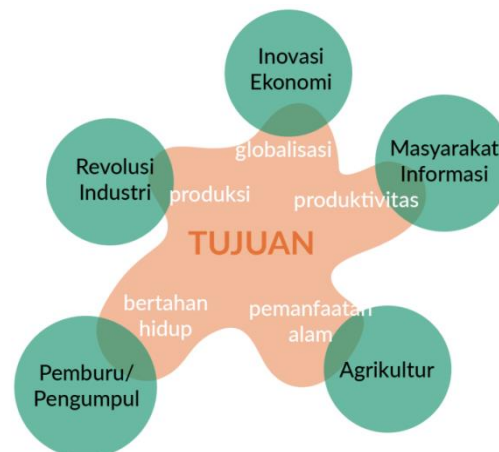 Inovasi
Ekonomi
globalisasi
Masyarakat
Informasi
produktivitas
Revolusi
Industri
produksi
TUJUAN
bertahan
hidup
pemanfaatan
alam
Pemburu/
Pengumpul
Agrikultur